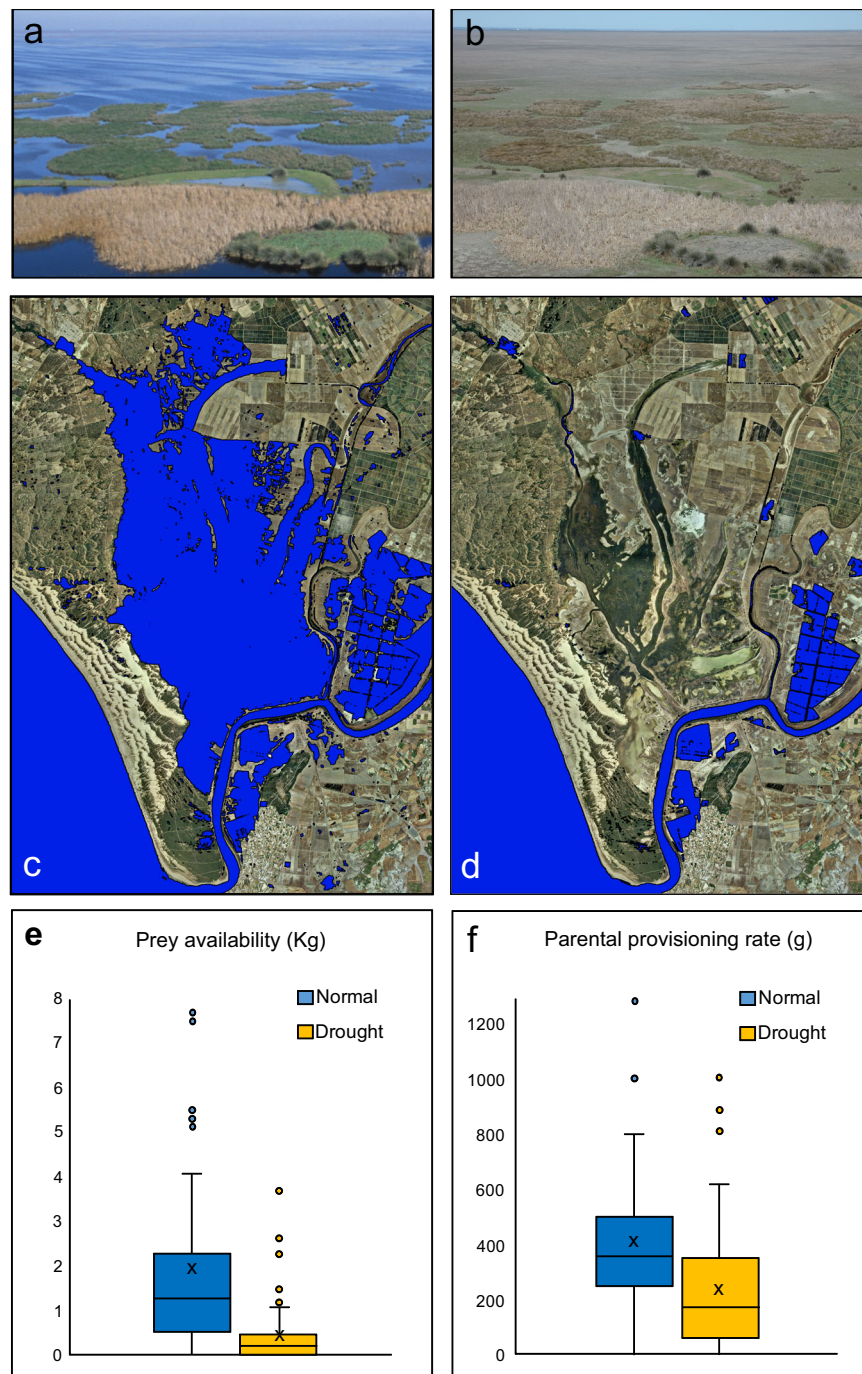 a
b
c
d
e
Prey availability (Kg)
8
7
6
5
4
3
2
1
0
Normal
Drought
x
x
f
Parental provisioning rate (g)
1200
1000
800
600
400
200
0
Normal
Drought
x
x